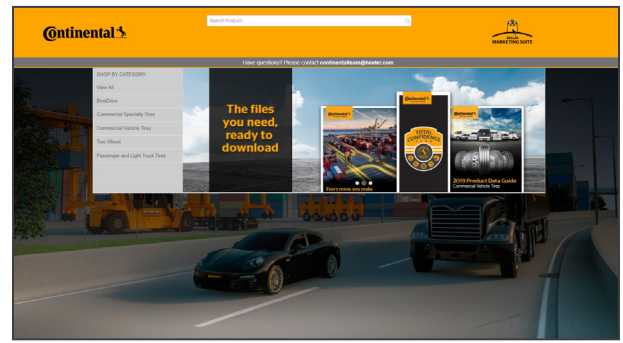 Continental
Search Product
DEALER
MARKETING SUITE
Have questions? Please contact continentalteam@heeter.com
SHOP BY CATEGORY
View All
BestDrive
Commercial Specialty Tires
Commercial Vehicle Tires
Two Wheel
Passenger and Light Truck Tires
The files
you need,
ready to
download
Continental
Every move you make
Continental
TOTAL
CONFIDENCE
Continental
2019 Product Data Guide
Commercial Vehicle Tires